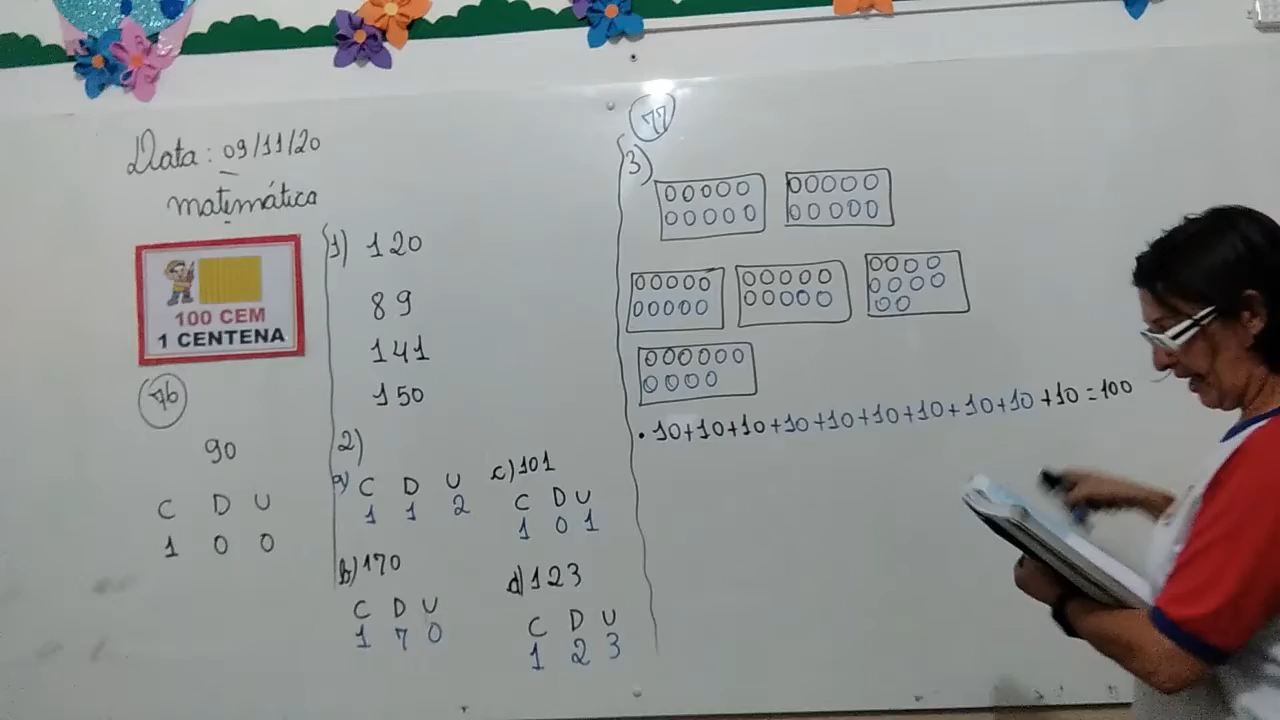 Data: 09/11/20
matemática
100 CEM
1 CENTENA
76
90
C D U
1 0 0
1) 120
89
141
150
2)
a) C D U
1 1 2
b) 170
C D U
1 7 0
c) 101
C D U
1 0 1
d) 123
C D U
1 2 3
77
3)
• 10+10+10+10+10+10+10+10+10+10=100